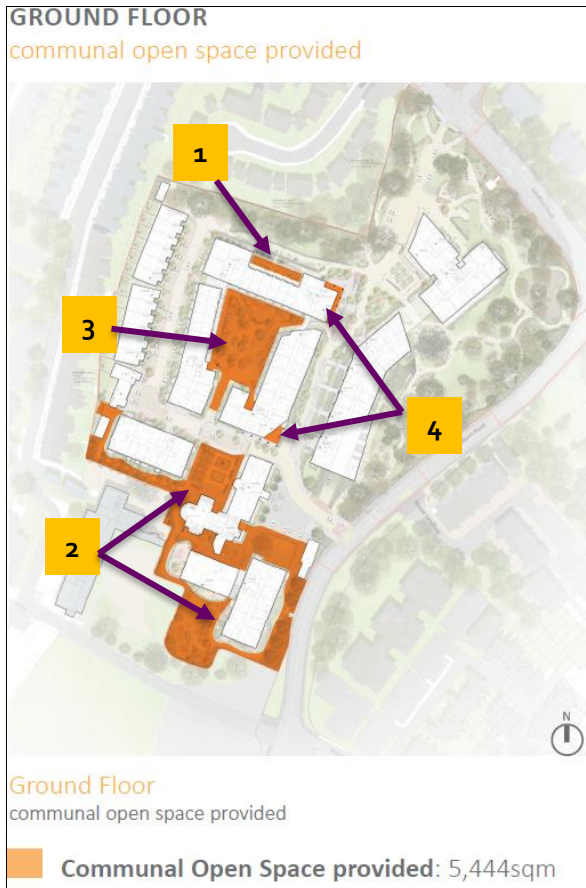 GROUND FLOOR
communal open space provided
1
3
4
2
N
Ground Floor
communal open space provided
Communal Open Space provided: 5,444sqm